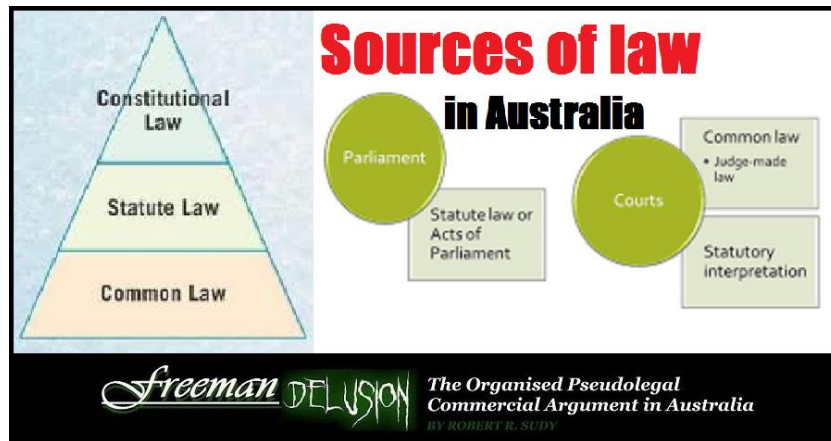 Sources of law
in Australia
Constitutional
Law
Statute Law
Common Law
Parliament
Statute law or
Acts of
Parliament
Courts
Common law
• Judge-made
law
Statutory
interpretation
freeman DELUSION
The Organised Pseudolegal
Commercial Argument in Australia
BY ROBERT R. SUDY